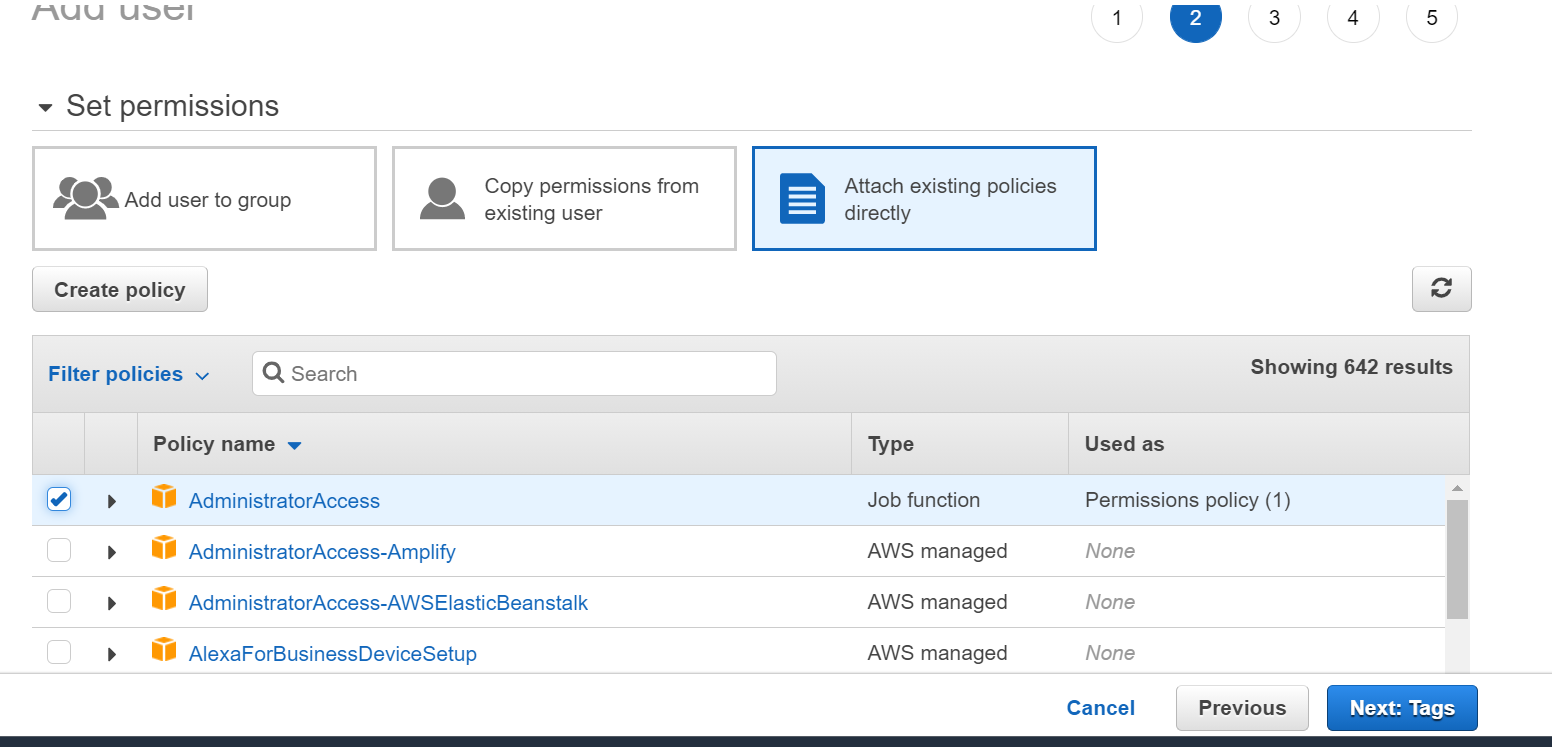 Add user
1 2 3 4 5
Set permissions
Add user to group
Copy permissions from
existing user
Attach existing policies
directly
Create policy
Filter policies
Search
Showing 642 results
Policy name
Type
Used as
AdministratorAccess
Job function
Permissions policy (1)
AdministratorAccess-Amplify
AWS managed
None
AdministratorAccess-AWSElasticBeanstalk
AWS managed
None
AlexaForBusinessDeviceSetup
AWS managed
None
Cancel
Previous
Next: Tags